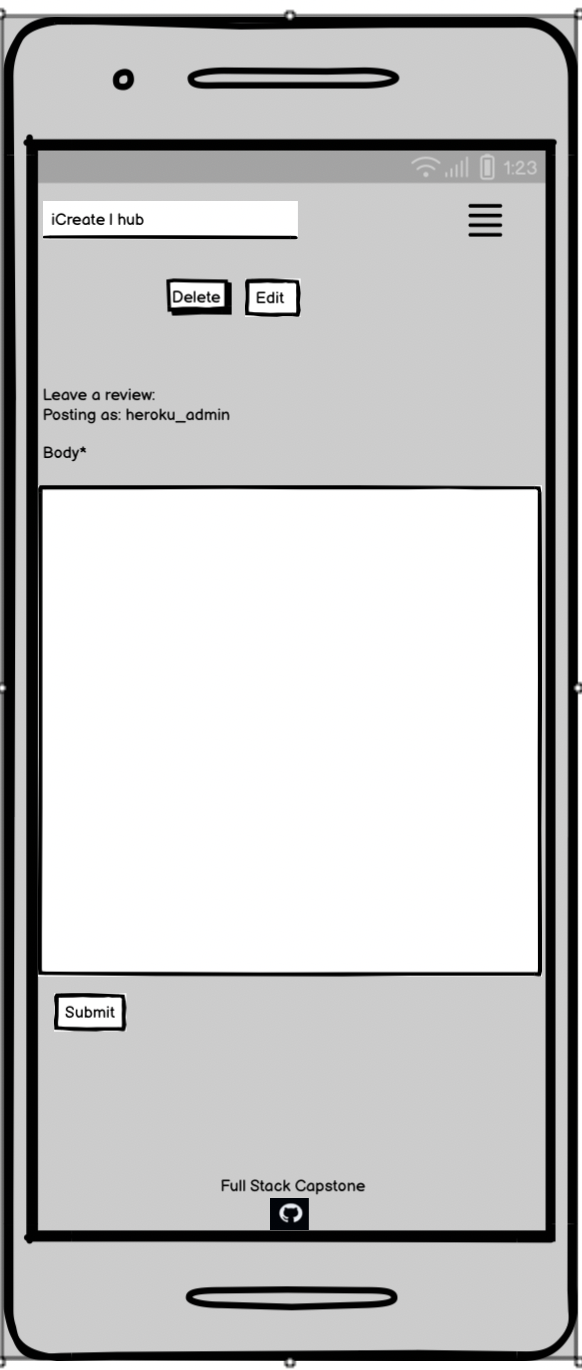 1:23
iCreate I hub
Delete Edit
Leave a review:
Posting as: heroku_admin
Body*
Submit
Full Stack Capstone